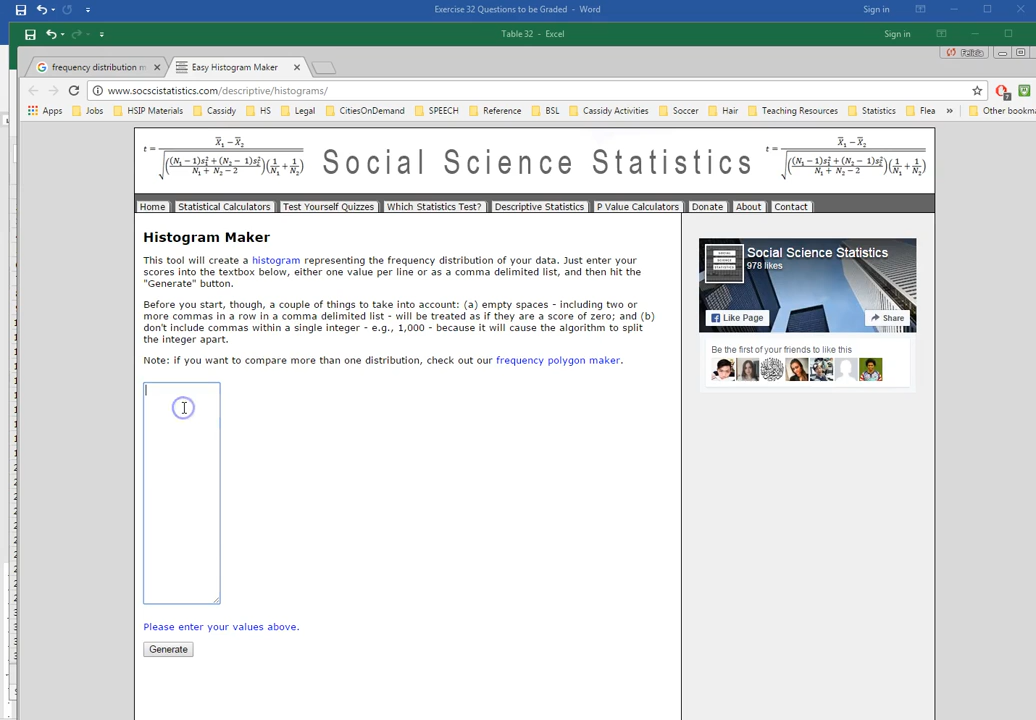 Exercise 32 Questions to be Graded - Word
Sign in
Table 32 - Excel
Sign in
frequency distribution m
Easy Histogram Maker
Felicia
www.socscistatistics.com/descriptive/histograms/
Apps
Jobs
HSIP Materials
Cassidy
HS
Legal
CitiesOnDemand
SPEECH
Reference
BSL
Cassidy Activities
Soccer
Hair
Teaching Resources
Statistics
Flea
»
Other bookma
Social Science Statistics
Home
Statistical Calculators
Test Yourself Quizzes
Which Statistics Test?
Descriptive Statistics
P Value Calculators
Donate
About
Contact
Histogram Maker
This tool will create a histogram representing the frequency distribution of your data. Just enter your
scores into the textbox below, either one value per line or as a comma delimited list, and then hit the
"Generate" button.
Before you start, though, a couple of things to take into account: (a) empty spaces - including two or
more commas in a row in a comma delimited list - will be treated as if they are a score of zero; and (b)
don't include commas within a single integer - e.g., 1,000 - because it will cause the algorithm to split
the integer apart.
Note: if you want to compare more than one distribution, check out our frequency polygon maker.
Please enter your values above.
Generate
SOCIAL
SCIENCE
STATISTICS
Social Science Statistics
978 likes
Like Page
Share
Be the first of your friends to like this